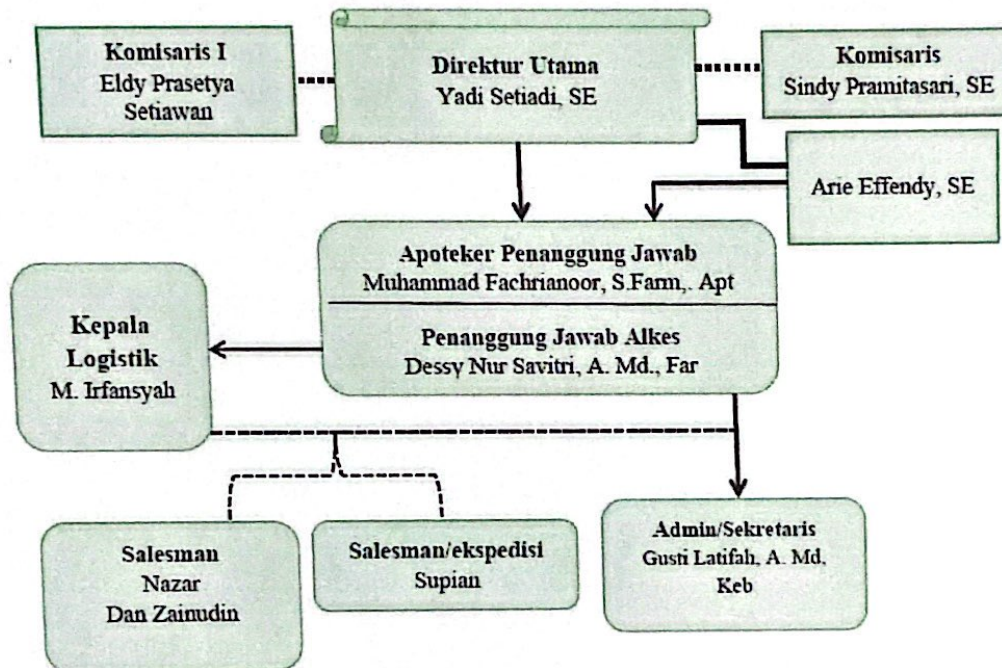 Komisaris I
Eldy Prasetya
Setiawan
Direktur Utama
Yadi Setiadi, SE
Komisaris
Sindy Pramitasari, SE
Arie Effendy, SE
Apoteker Penanggung Jawab
Muhammad Fachrianoor, S.Farm,. Apt
Penanggung Jawab Alkes
Dessy Nur Savitri, A. Md., Far
Kepala
Logistik
M. Irfansyah
Salesman
Nazar
Dan Zainudin
Salesman/ekspedisi
Supian
Admin/Sekretaris
Gusti Latifah, A. Md,
Keb